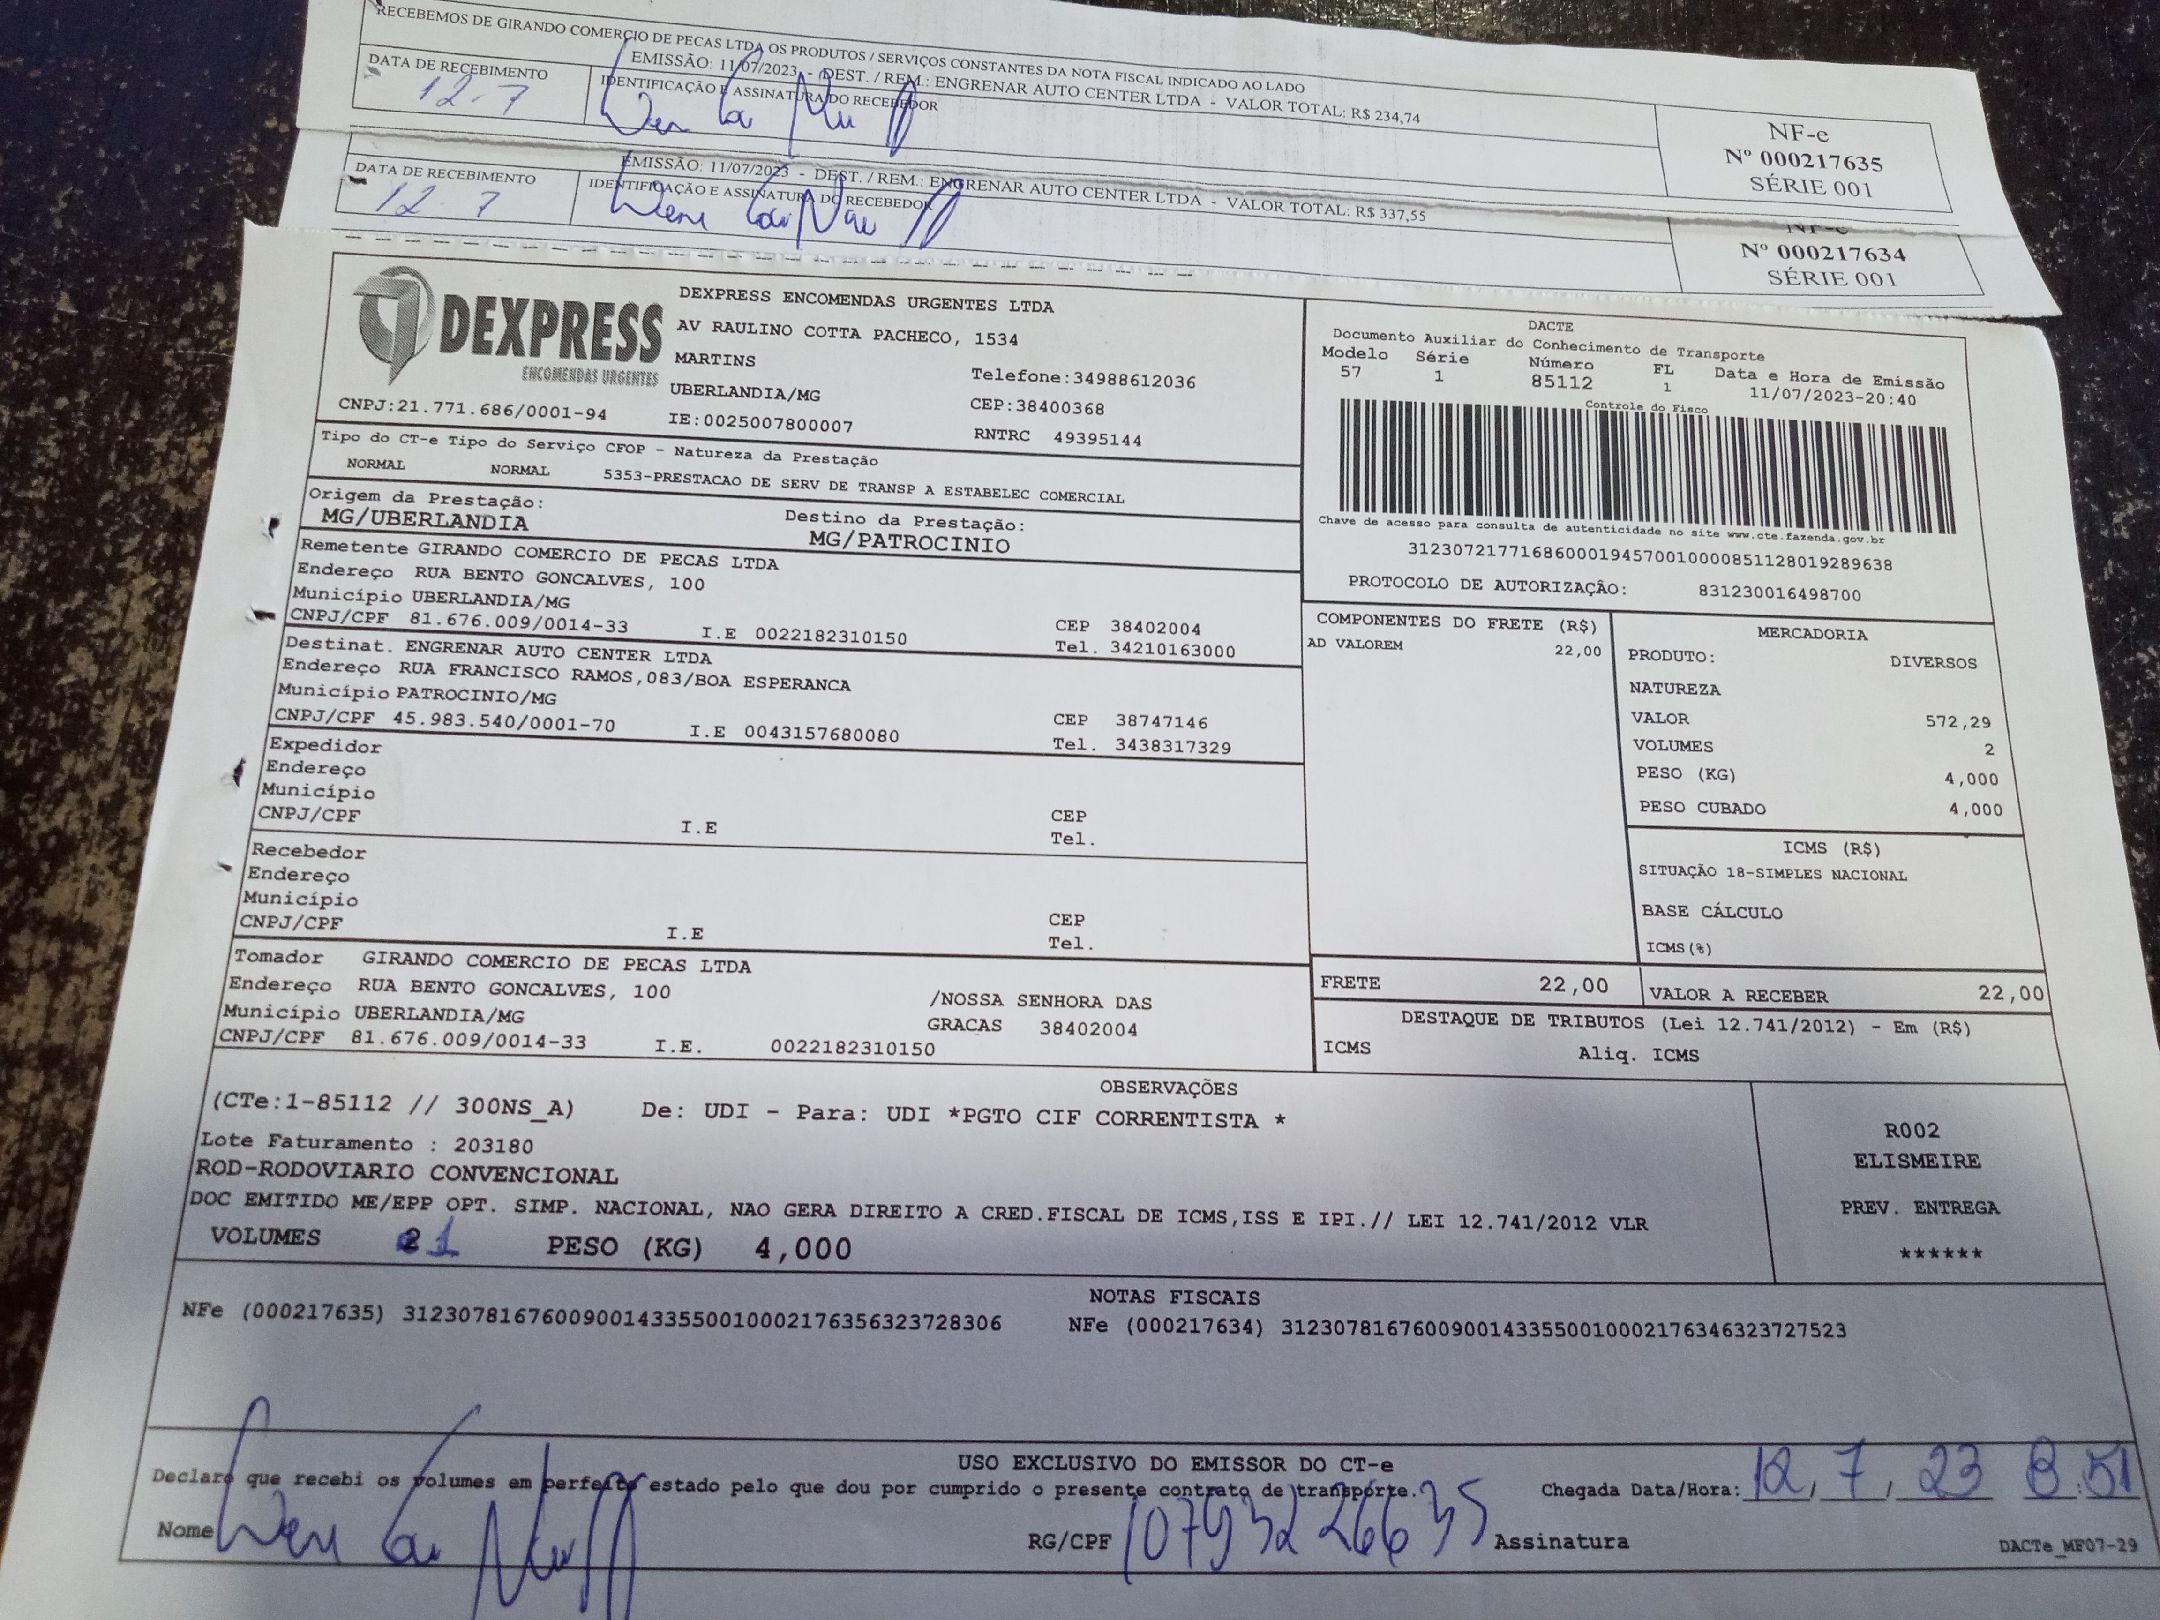 RECEBEMOS DE GIRANDO COMERCIO DE PECAS LTDA OS PRODUTOS / SERVIÇOS CONSTANTES DA NOTA FISCAL INDICADO AO LADO
EMISSÃO: 11/07/2023 - DEST. / REM.: ENGRENAR AUTO CENTER LTDA - VALOR TOTAL: R$ 234,74
DATA DE RECEBIMENTO
IDENTIFICAÇÃO E ASSINATURA DO RECEBEDOR
12-7
NF-e
Nº 000217635
SÉRIE 001
EMISSÃO: 11/07/2023 - DEST. / REM.: ENGRENAR AUTO CENTER LTDA - VALOR TOTAL: R$ 337,55
DATA DE RECEBIMENTO
IDENTIFICAÇÃO E ASSINATURA DO RECEBEDOR
12-7
NF-e
Nº 000217634
SÉRIE 001
DEXPRESS
ENCOMENDAS URGENTES
DEXPRESS ENCOMENDAS URGENTES LTDA
AV RAULINO COTTA PACHECO, 1534
MARTINS
Telefone:34988612036
UBERLANDIA/MG
CEP:38400368
CNPJ:21.771.686/0001-94
IE:0025007800007
RNTRC 49395144
DACTE
Documento Auxiliar do Conhecimento de Transporte
Modelo Série Número FL Data e Hora de Emissão
57 1 85112 1 11/07/2023-20:40
Controle do Fisco
Chave de acesso para consulta de autenticidade no site www.cte.fazenda.gov.br
31230721771686000194570010000851128019289638
PROTOCOLO DE AUTORIZAÇÃO: 831230016498700
Tipo do CT-e Tipo do Serviço CFOP - Natureza da Prestação
NORMAL NORMAL 5353-PRESTACAO DE SERV DE TRANSP A ESTABELEC COMERCIAL
Origem da Prestação:
MG/UBERLANDIA
Destino da Prestação:
MG/PATROCINIO
Remetente GIRANDO COMERCIO DE PECAS LTDA
Endereço RUA BENTO GONCALVES, 100
Município UBERLANDIA/MG
CEP 38402004
CNPJ/CPF 81.676.009/0014-33 I.E 0022182310150
Tel. 34210163000
Destinat. ENGRENAR AUTO CENTER LTDA
Endereço RUA FRANCISCO RAMOS,083/BOA ESPERANCA
Município PATROCINIO/MG
CEP 38747146
CNPJ/CPF 45.983.540/0001-70 I.E 0043157680080
Tel. 3438317329
Expedidor
Endereço
Município
CEP
CNPJ/CPF I.E
Tel.
Recebedor
Endereço
Município
CEP
CNPJ/CPF I.E
Tel.
Tomador GIRANDO COMERCIO DE PECAS LTDA
Endereço RUA BENTO GONCALVES, 100 /NOSSA SENHORA DAS
Município UBERLANDIA/MG GRACAS 38402004
CNPJ/CPF 81.676.009/0014-33 I.E. 0022182310150
COMPONENTES DO FRETE (R$)
AD VALOREM 22,00
MERCADORIA
PRODUTO: DIVERSOS
NATUREZA
VALOR 572,29
VOLUMES 2
PESO (KG) 4,000
PESO CUBADO 4,000
ICMS (R$)
SITUAÇÃO 18-SIMPLES NACIONAL
BASE CÁLCULO
ICMS(%)
FRETE 22,00
VALOR A RECEBER 22,00
DESTAQUE DE TRIBUTOS (Lei 12.741/2012) - Em (R$)
ICMS Aliq. ICMS
OBSERVAÇÕES
(CTe:1-85112 // 300NS_A) De: UDI - Para: UDI *PGTO CIF CORRENTISTA *
Lote Faturamento : 203180
ROD-RODOVIARIO CONVENCIONAL
DOC EMITIDO ME/EPP OPT. SIMP. NACIONAL, NAO GERA DIREITO A CRED.FISCAL DE ICMS,ISS E IPI.// LEI 12.741/2012 VLR
VOLUMES 2 1 PESO (KG) 4,000
R002
ELISMEIRE
PREV. ENTREGA
******
NOTAS FISCAIS
NFe (000217635) 31230781676009001433550010002176356323728306 NFe (000217634) 31230781676009001433550010002176346323727523
USO EXCLUSIVO DO EMISSOR DO CT-e
Declaro que recebi os volumes em perfeito estado pelo que dou por cumprido o presente contrato de transporte.
Chegada Data/Hora: 12, 7, 23 8:51
Nome RG/CPF 10793226635 Assinatura
DACTe_MF07-29